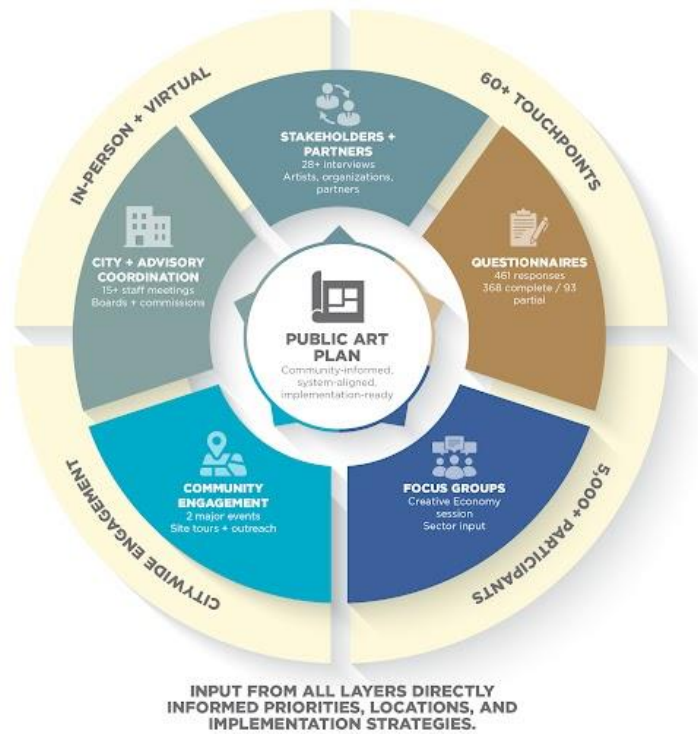 IN-PERSON + VIRTUAL
60+ TOUCHPOINTS
STAKEHOLDERS +
PARTNERS
28+ interviews
Artists, organizations,
partners
CITY + ADVISORY
COORDINATION
15+ staff meetings
Boards + commissions
QUESTIONNAIRES
461 responses
368 complete / 93
partial
PUBLIC ART
PLAN
Community-informed,
system-aligned,
implementation-ready
COMMUNITY
ENGAGEMENT
2 major events
Site tours + outreach
FOCUS GROUPS
Creative Economy
session
Sector input
CITYWIDE ENGAGEMENT
5,000+ PARTICIPANTS
INPUT FROM ALL LAYERS DIRECTLY
INFORMED PRIORITIES, LOCATIONS, AND
IMPLEMENTATION STRATEGIES.